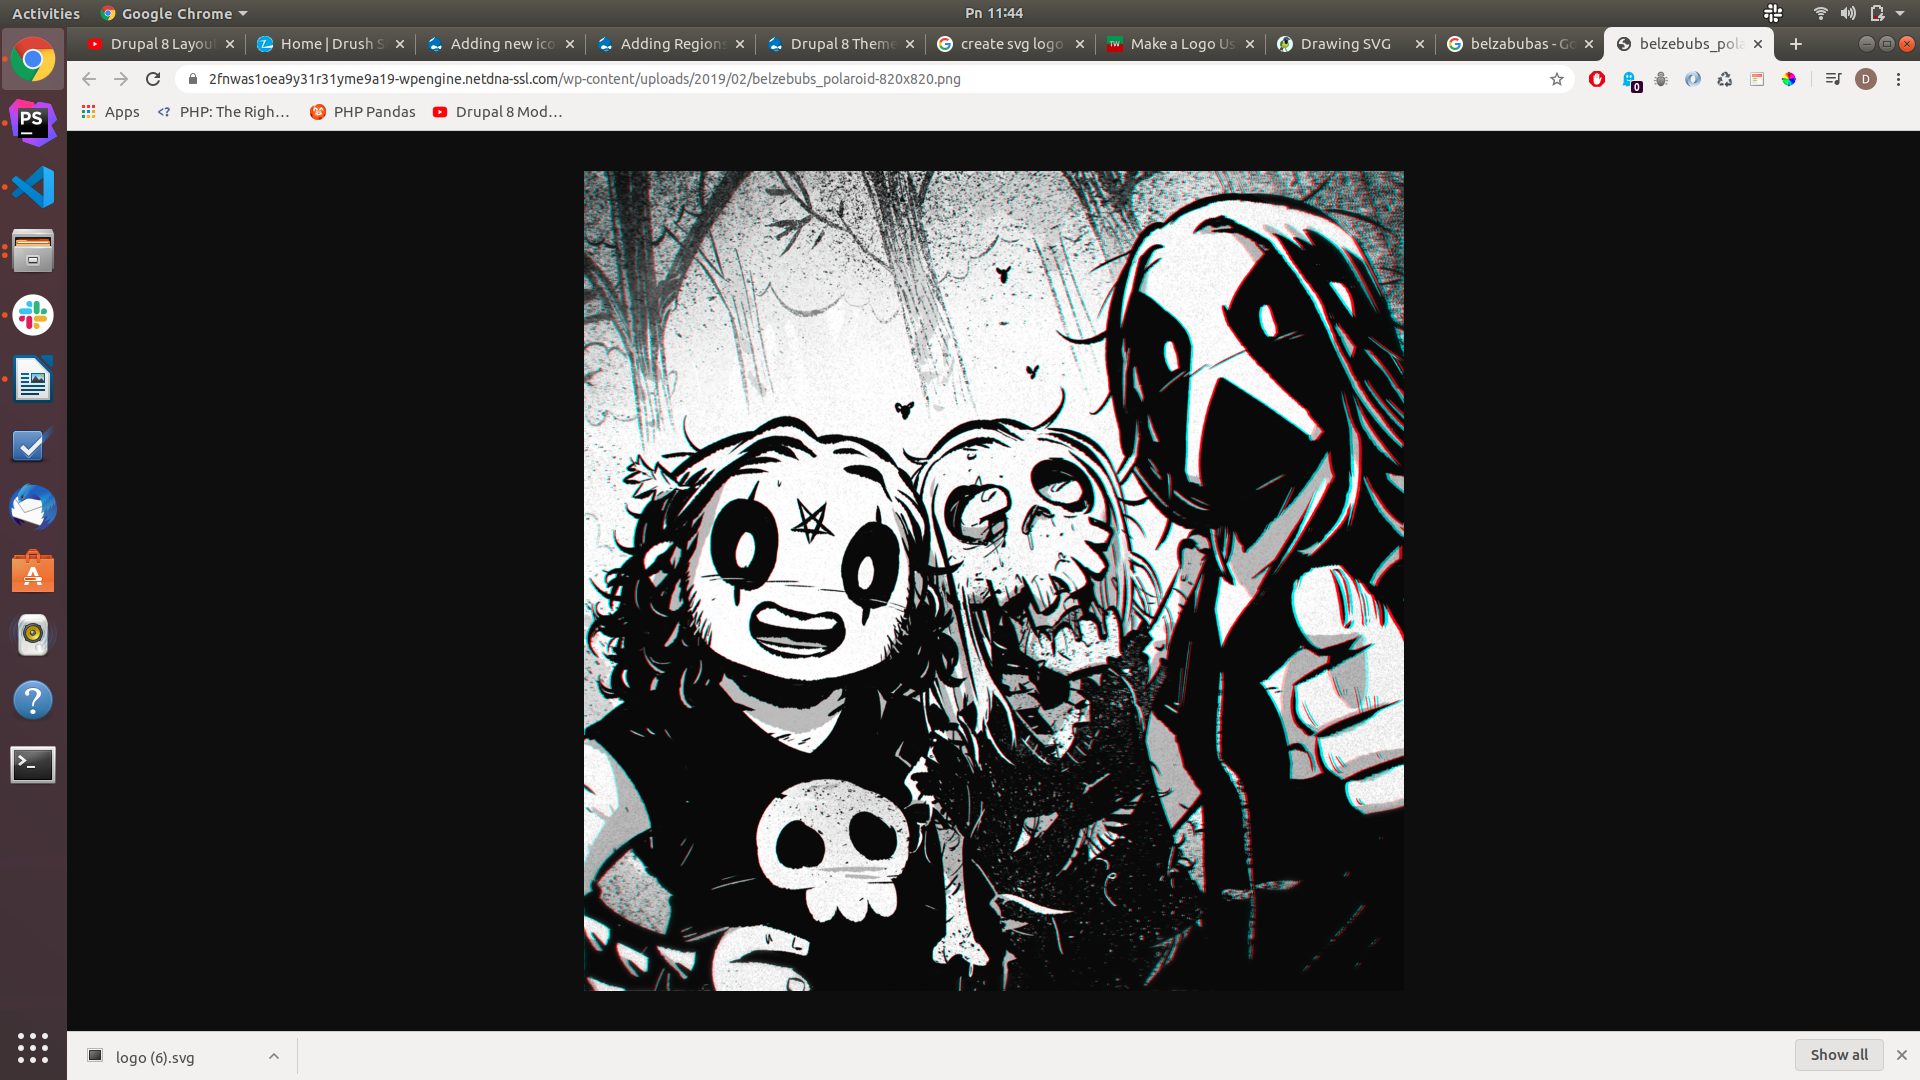 Activities
Google Chrome
Pn 11:44
Drupal 8 Layou
Home | Drush S
Adding new ico
Adding Regions
Drupal 8 Theme
create svg logo
Make a Logo Us
Drawing SVG
belzabubas - Go
belzebubs_pola
2fnwas1oea9y31r31yme9a19-wpengine.netdna-ssl.com/wp-content/uploads/2019/02/belzebubs_polaroid-820x820.png
0
D
Apps
PHP: The Righ...
PHP Pandas
Drupal 8 Mod...
PS
logo (6).svg
Show all